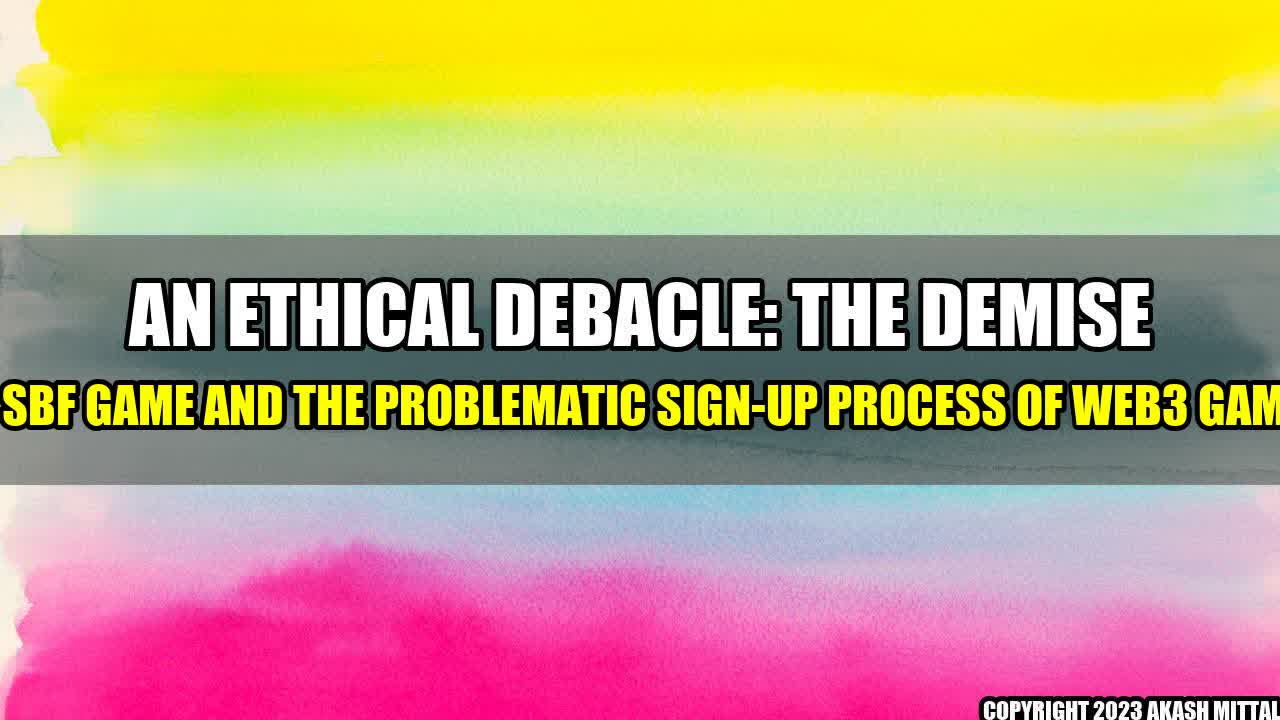 AN ETHICAL DEBACLE: THE DEMISE
SBF GAME AND THE PROBLEMATIC SIGN-UP PROCESS OF WEB3 GAM
COPYRIGHT 2023 AKASH MITTAL